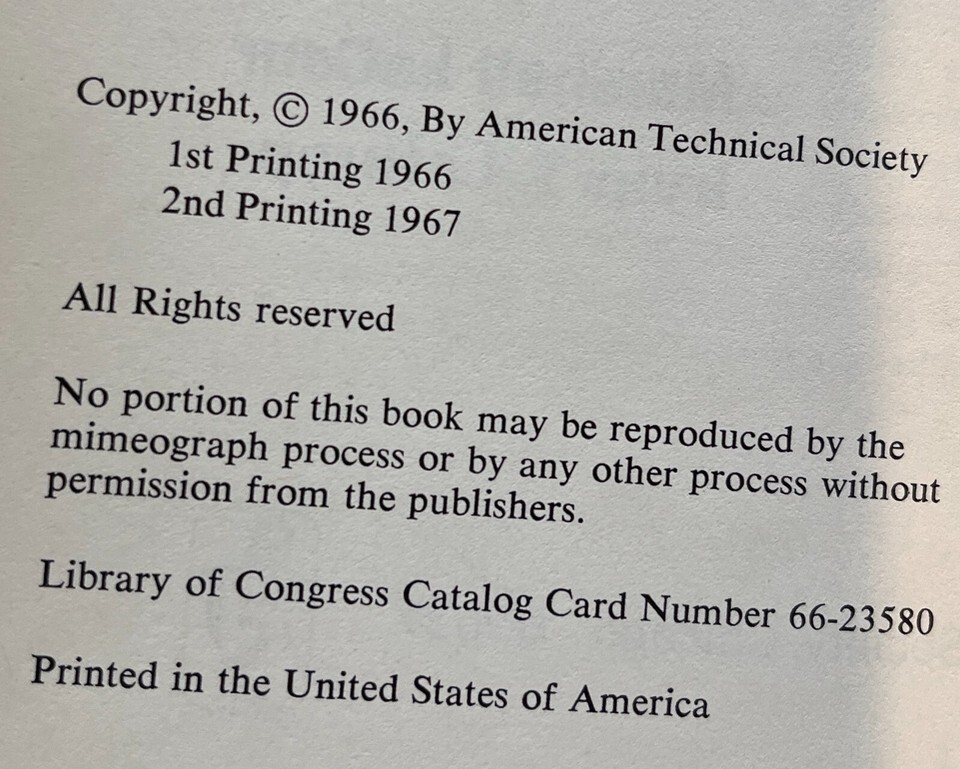 Copyright, © 1966, By American Technical Society
1st Printing 1966
2nd Printing 1967
All Rights reserved
No portion of this book may be reproduced by the
mimeograph process or by any other process without
permission from the publishers.
Library of Congress Catalog Card Number 66-23580
Printed in the United States of America